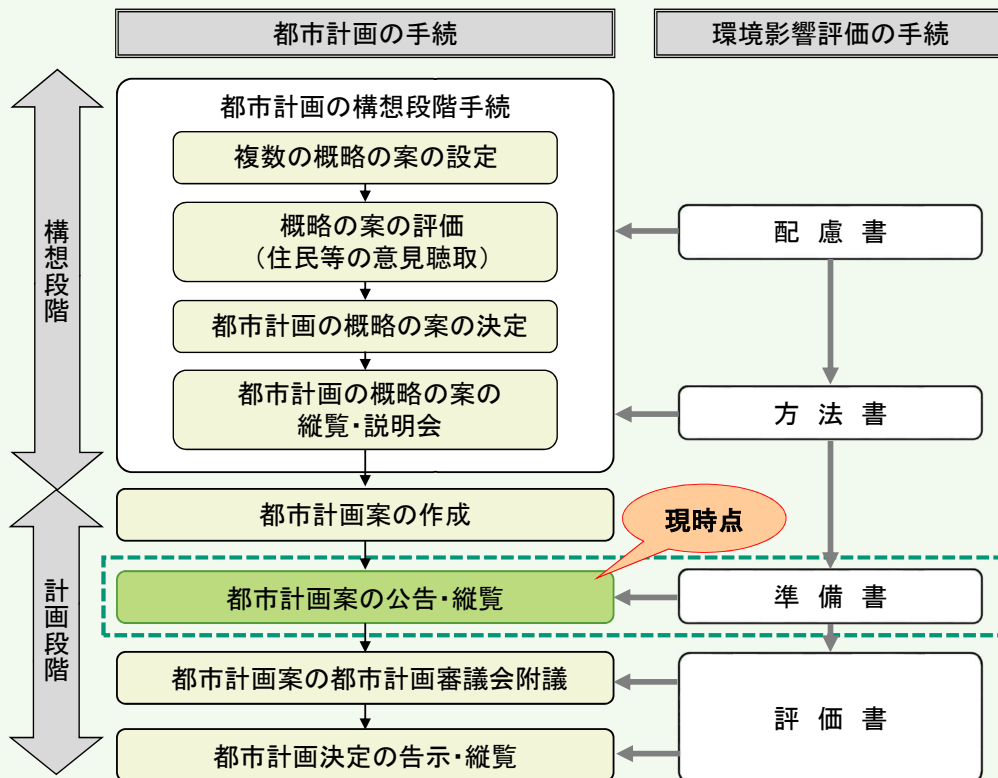 都市計画の手続
環境影響評価の手続
構想段階
都市計画の構想段階手続
複数の概略の案の設定
概略の案の評価
（住民等の意見聴取）
配慮書
都市計画の概略の案の決定
都市計画の概略の案の
縦覧・説明会
方法書
計画段階
都市計画案の作成
現時点
都市計画案の公告・縦覧
準備書
都市計画案の都市計画審議会附議
評価書
都市計画決定の告示・縦覧